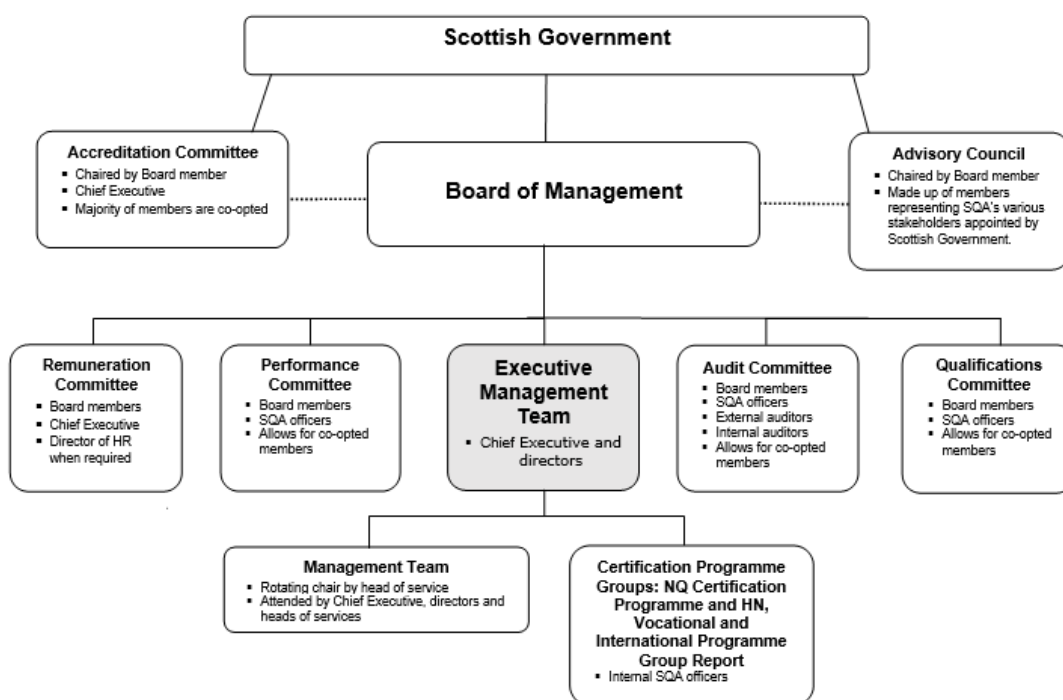 Scottish Government
Accreditation Committee
▪ Chaired by Board member
▪ Chief Executive
▪ Majority of members are co-opted
Board of Management
Advisory Council
▪ Chaired by Board member
▪ Made up of members
representing SQA's various
stakeholders appointed by
Scottish Government.
Remuneration
Committee
▪ Board members
▪ Chief Executive
▪ Director of HR
when required
Performance
Committee
▪ Board members
▪ SQA officers
▪ Allows for co-opted
members
Executive
Management
Team
▪ Chief Executive and
directors
Audit Committee
▪ Board members
▪ SQA officers
▪ External auditors
▪ Internal auditors
▪ Allows for co-opted
members
Qualifications
Committee
▪ Board members
▪ SQA officers
▪ Allows for co-opted
members
Management Team
▪ Rotating chair by head of service
▪ Attended by Chief Executive, directors and
heads of services
Certification Programme
Groups: NQ Certification
Programme and HN,
Vocational and
International Programme
Group Report
▪ Internal SQA officers